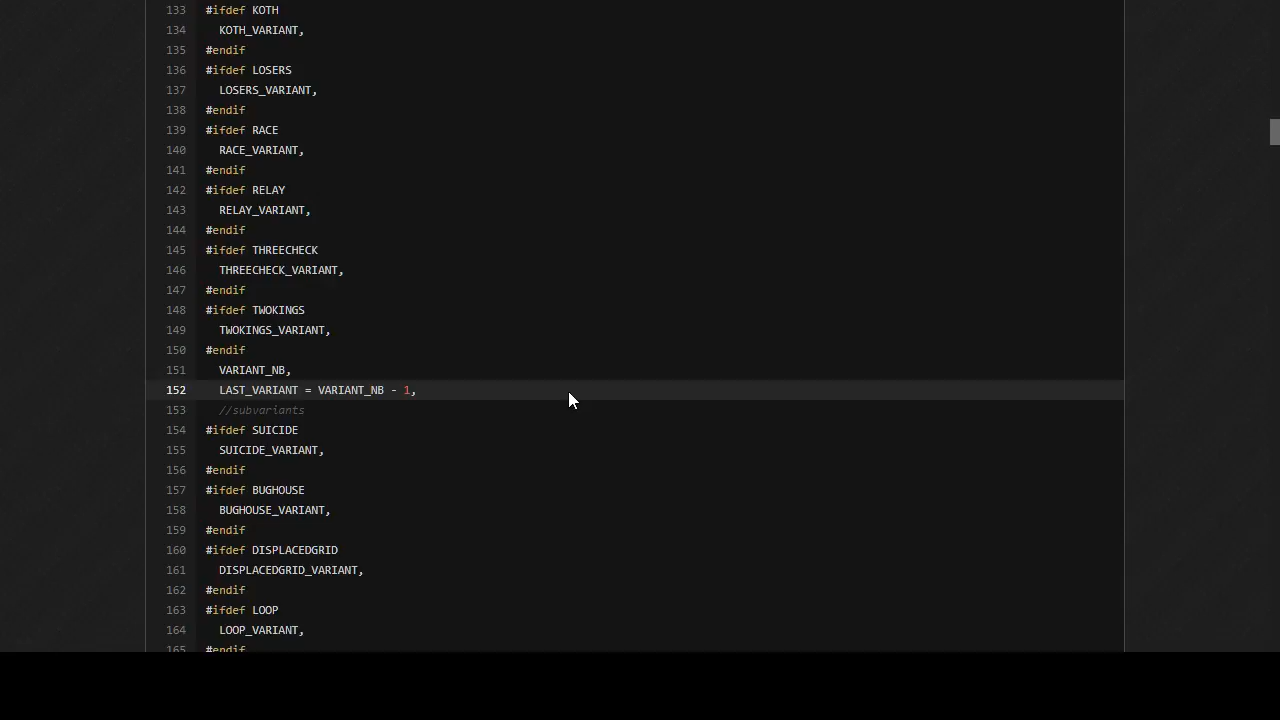 133 #ifdef KOTH
134 KOTH_VARIANT,
135 #endif
136 #ifdef LOSERS
137 LOSERS_VARIANT,
138 #endif
139 #ifdef RACE
140 RACE_VARIANT,
141 #endif
142 #ifdef RELAY
143 RELAY_VARIANT,
144 #endif
145 #ifdef THREECHECK
146 THREECHECK_VARIANT,
147 #endif
148 #ifdef TWOKINGS
149 TWOKINGS_VARIANT,
150 #endif
151 VARIANT_NB,
152 LAST_VARIANT = VARIANT_NB - 1,
153 //subvariants
154 #ifdef SUICIDE
155 SUICIDE_VARIANT,
156 #endif
157 #ifdef BUGHOUSE
158 BUGHOUSE_VARIANT,
159 #endif
160 #ifdef DISPLACEDGRID
161 DISPLACEDGRID_VARIANT,
162 #endif
163 #ifdef LOOP
164 LOOP_VARIANT,
165 #endif